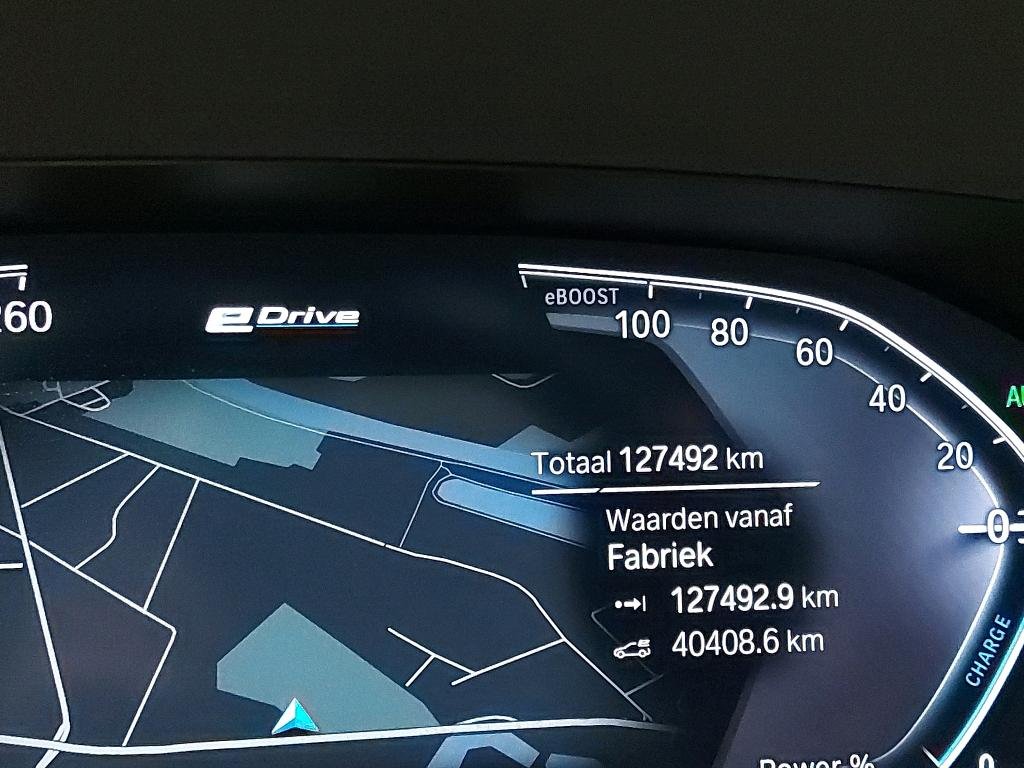 260
eDrive
eBOOST
100
80
60
40
20
0
Totaal 127492 km
Waarden vanaf
Fabriek
127492.9 km
40408.6 km
CHARGE
Power-%